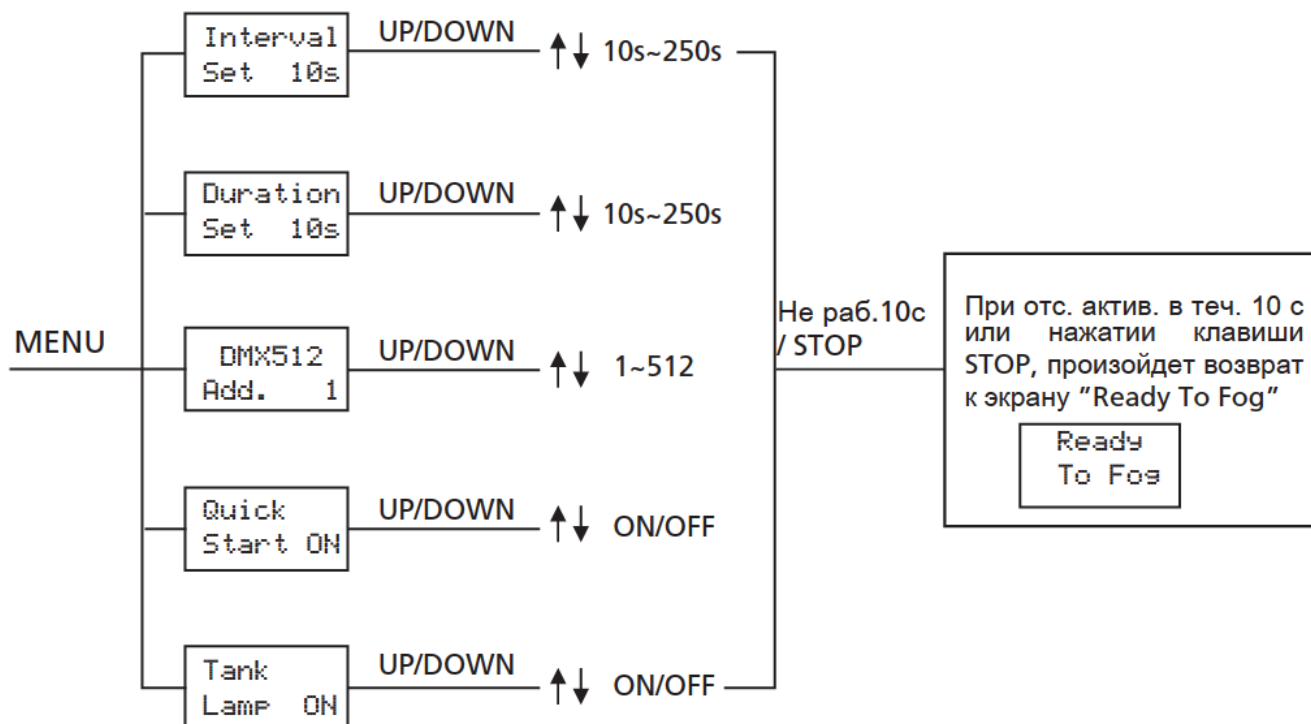 Interval
Set 10s
UP/DOWN
10s~250s
Duration
Set 10s
UP/DOWN
10s~250s
MENU
DMX512
Add. 1
UP/DOWN
1~512
Quick
Start ON
UP/DOWN
ON/OFF
Tank
Lamp ON
UP/DOWN
ON/OFF
Не раб.10с
/ STOP
При отс. актив. в теч. 10 с
или нажатии клавиши
STOP, произойдет возврат
к экрану "Ready To Fog"
Ready
To Fog